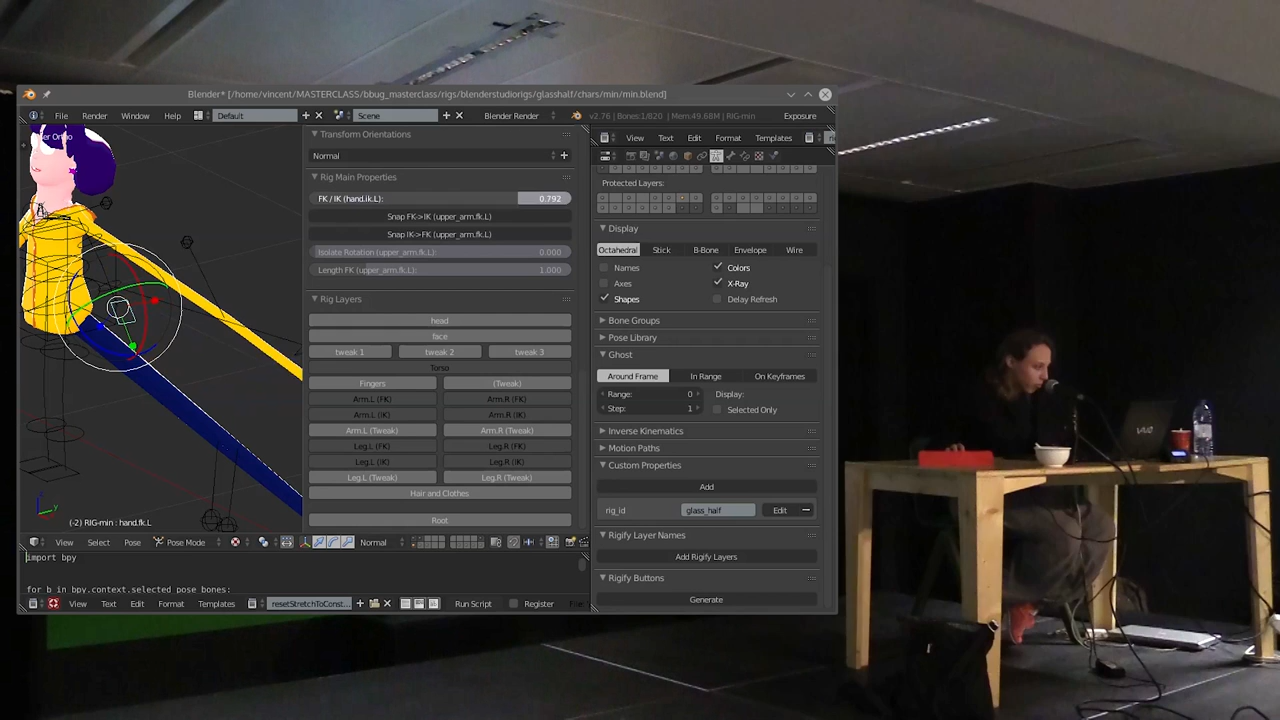 Blender* [/home/vincent/MASTERCLASS/bbug_masterclass/rigs/blenderstudiorigs/glasshalf/chars/min/min.blend]
File Render Window Help Default Scene Blender Render v2.76 | Bones:1/820 | Mem:49.68M | RIG-min Exposure
Ortho
Transform Orientations
Normal
Rig Main Properties
FK / IK (hand.ik.L): 0.792
Snap FK->IK (upper_arm.fk.L)
Snap IK->FK (upper_arm.fk.L)
Isolate Rotation (upper_arm.fk.L): 0.000
Length FK (upper_arm.fk.L): 1.000
Rig Layers
head
face
tweak 1 tweak 2 tweak 3
Torso
Fingers (Tweak)
Arm.L (FK) Arm.R (FK)
Arm.L (IK) Arm.R (IK)
Arm.L (Tweak) Arm.R (Tweak)
Leg.L (FK) Leg.R (FK)
Leg.L (IK) Leg.R (IK)
Leg.L (Tweak) Leg.R (Tweak)
Hair and Clothes
Root
(-2) RIG-min : hand.fk.L
View Select Pose Pose Mode Normal
import bpy
for b in bpy.context.selected pose bones:
View Text Edit Format Templates resetStretchToConst... Run Script Register File:
View Text Edit Format Templates
Protected Layers:
Display
Octahedral Stick B-Bone Envelope Wire
Names Colors
Axes X-Ray
Shapes Delay Refresh
Bone Groups
Pose Library
Ghost
Around Frame In Range On Keyframes
Range: 0 Display:
Step: 1 Selected Only
Inverse Kinematics
Motion Paths
Custom Properties
Add
rig_id glass_half Edit
Rigify Layer Names
Add Rigify Layers
Rigify Buttons
Generate
VAIO